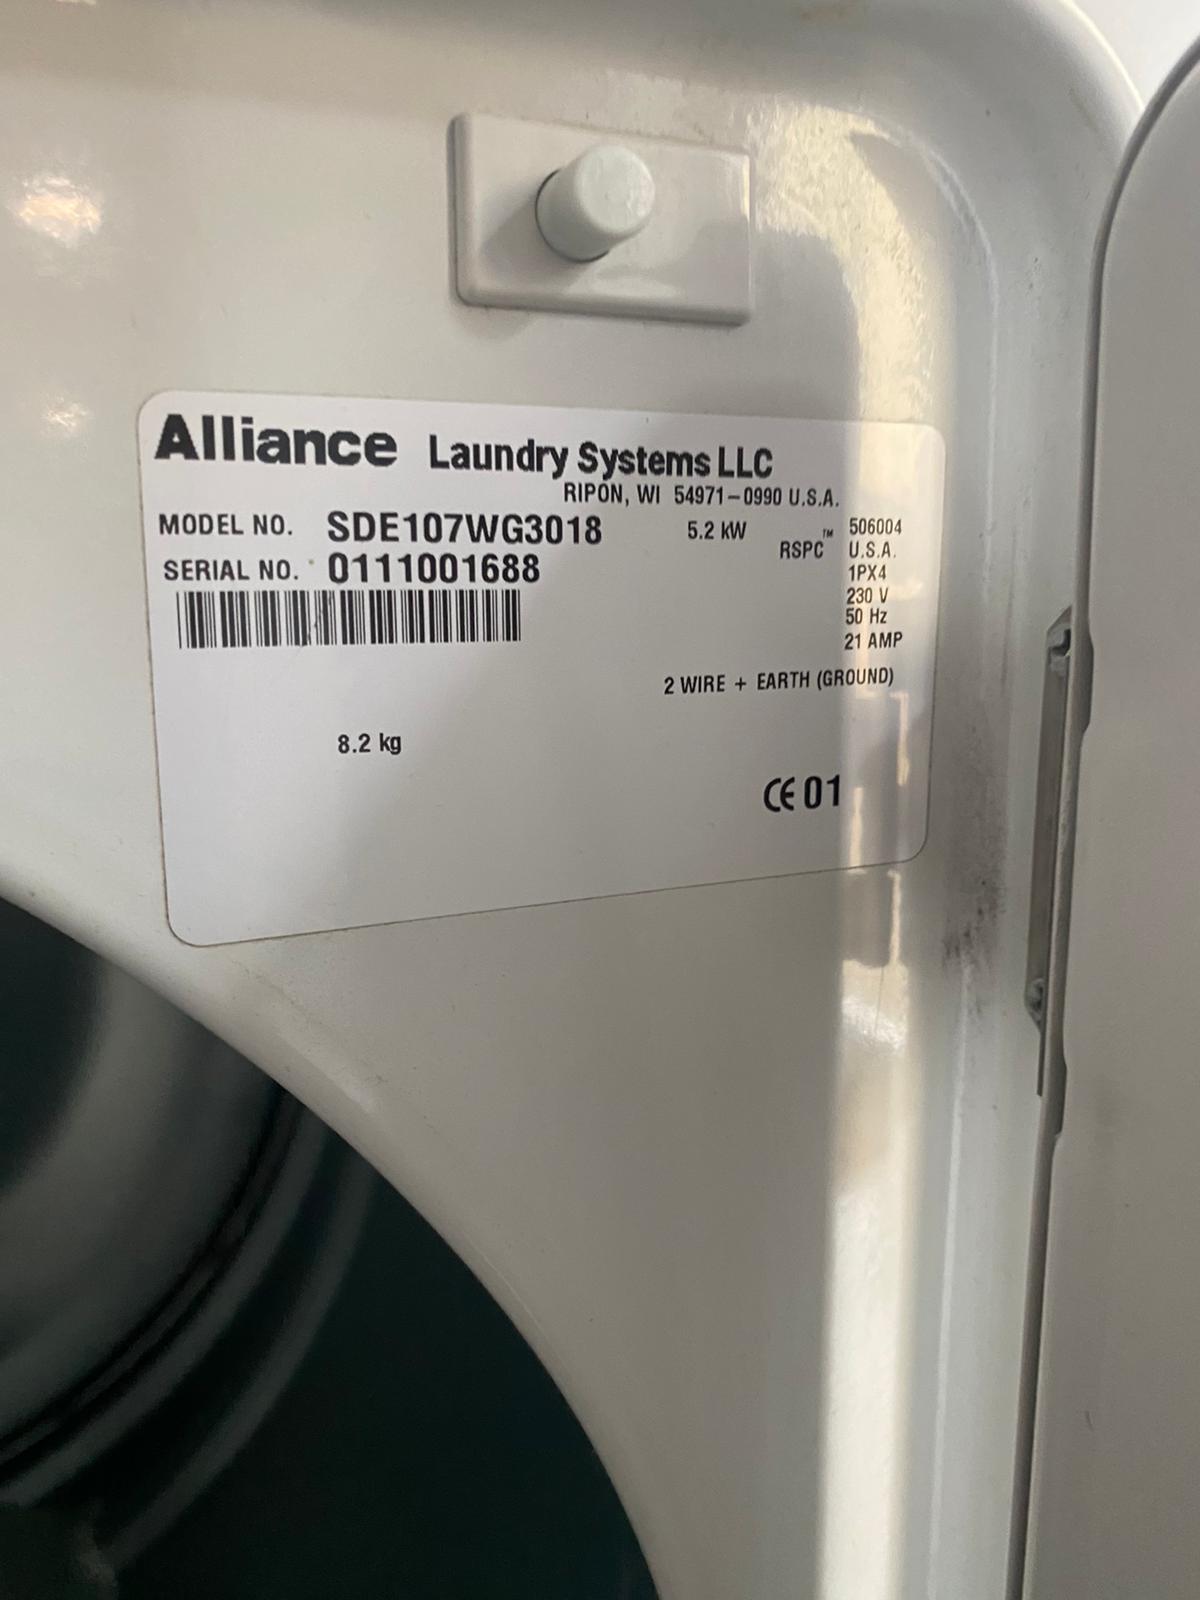 Alliance Laundry Systems LLC
RIPON, WI 54971-0990 U.S.A.
MODEL NO. SDE107WG3018 5.2 kW
SERIAL NO. 0111001688
RSPC™
506004
U.S.A.
1PX4
230 V
50 Hz
21 AMP
2 WIRE + EARTH (GROUND)
8.2 kg
CE 01